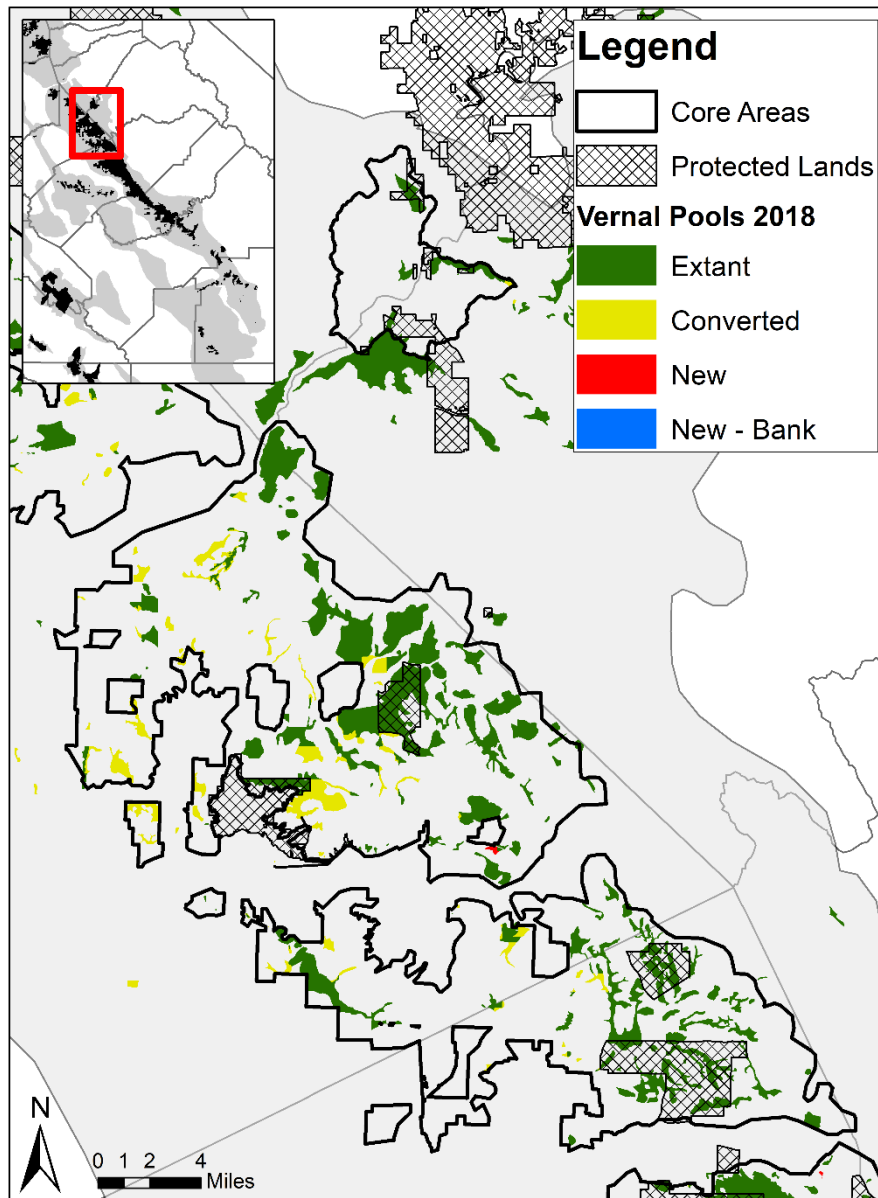 Legend
Core Areas
Protected Lands
Vernal Pools 2018
Extant
Converted
New
New - Bank
N
0 1 2 4
Miles